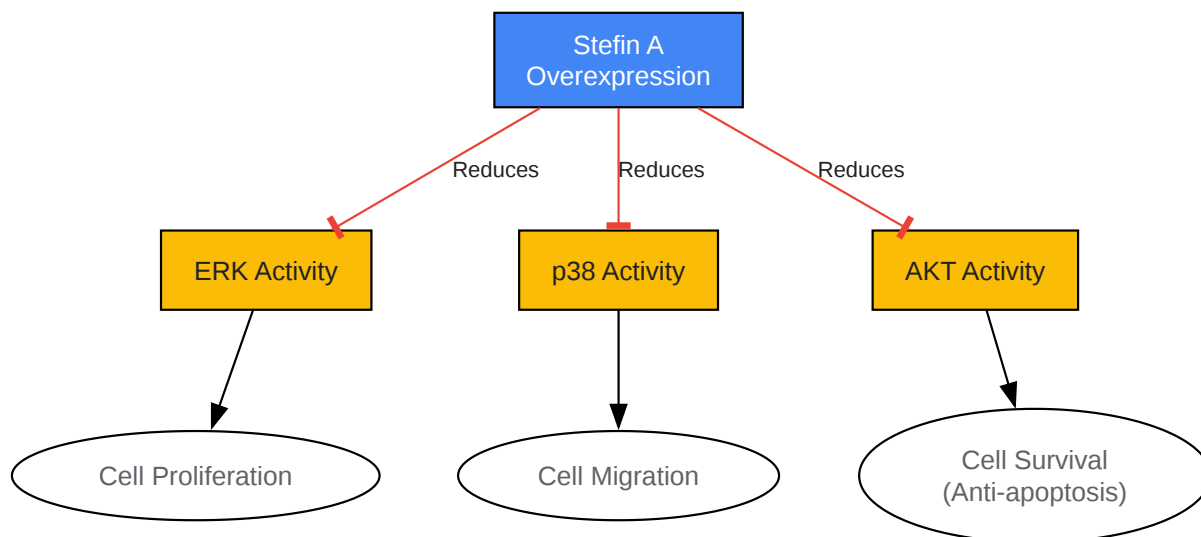 Stefin A
Overexpression
Reduces
Reduces
Reduces
ERK Activity
p38 Activity
AKT Activity
Cell Proliferation
Cell Migration
Cell Survival
(Anti-apoptosis)